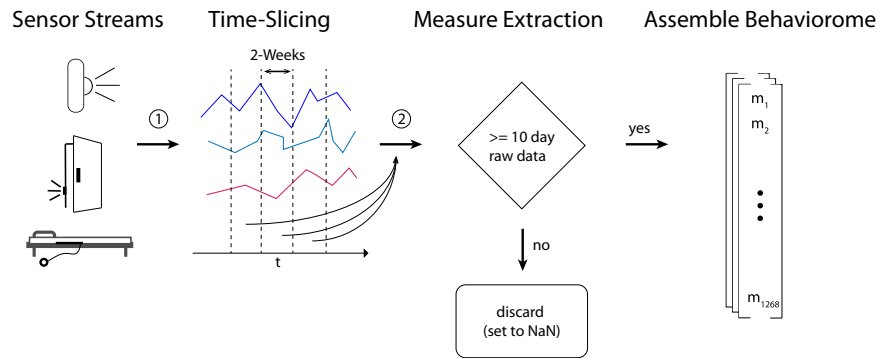 Sensor Streams
Time-Slicing
Measure Extraction
Assemble Behaviorome
2-Weeks
①
②
>= 10 day
raw data
yes
no
discard
(set to NaN)
t
m₁
m₂
m₁₂₆₈